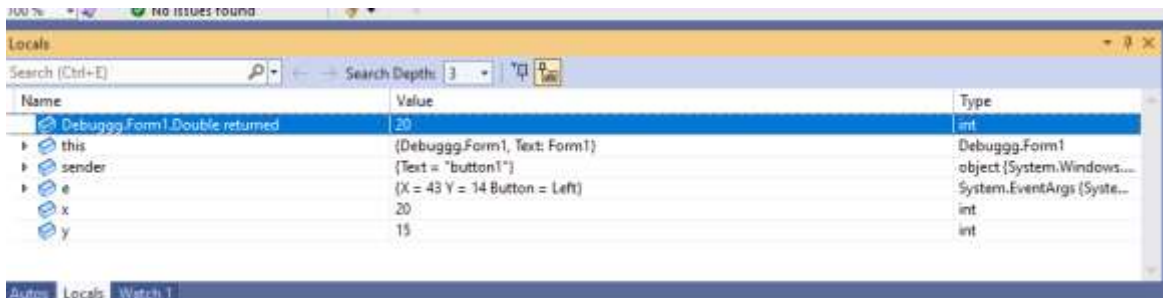 100 % No issues found
Locals
Search (Ctrl+E) Search Depth: 3
Name Value Type
Debuggg.Form1.Double returned 20 int
this {Debuggg.Form1, Text: Form1} Debuggg.Form1
sender {Text = "button1"} object {System.Windows....
e {X = 43 Y = 14 Button = Left} System.EventArgs {Syste...
x 20 int
y 15 int
Autos Locals Watch 1